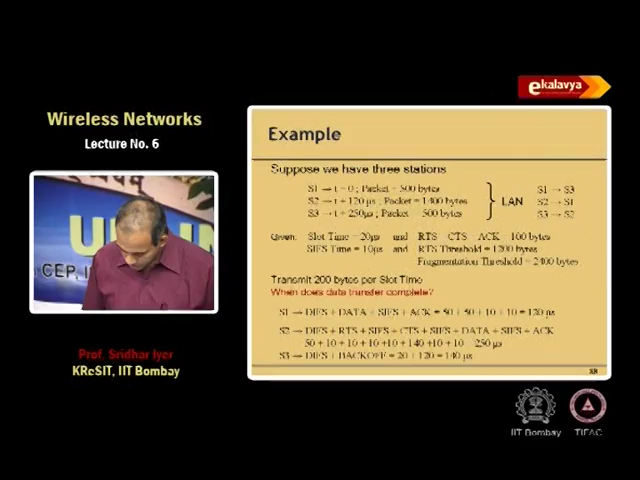 ekalavya
Wireless Networks
Lecture No. 6
Example
Suppose we have three stations
S1 → t = 0 ; Packet = 500 bytes
S2 → t + 120 µs ; Packet = 1400 bytes
S3 → t + 250µs ; Packet = 500 bytes
LAN
S1 → S3
S2 → S1
S3 → S2
Given: Slot Time = 20µs and RTS = CTS = ACK = 100 bytes
SIFS Time = 10µs and RTS Threshold = 1200 bytes
Fragmentation Threshold = 2400 bytes
Transmit 200 bytes per Slot Time
When does data transfer complete?
S1 → DIFS + DATA + SIFS + ACK = 50 + 50 + 10 + 10 = 120 µs
S2 → DIFS + RTS + SIFS + CTS + SIFS + DATA + SIFS + ACK
50 + 10 + 10 + 10 +10 + 140 +10 + 10 = 250 µs
S3 → DIFS + BACKOFF = 20 + 120 = 140 µs
88
CEP,
Prof. Sridhar Iyer
KReSIT, IIT Bombay
IIT Bombay
TIFAC